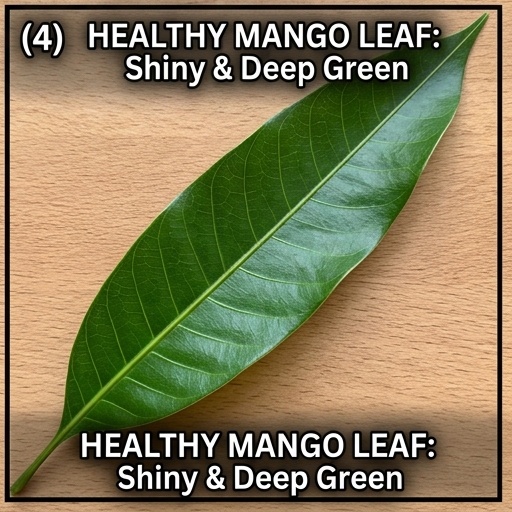 (4) HEALTHY MANGO LEAF:
Shiny & Deep Green
HEALTHY MANGO LEAF:
Shiny & Deep Green